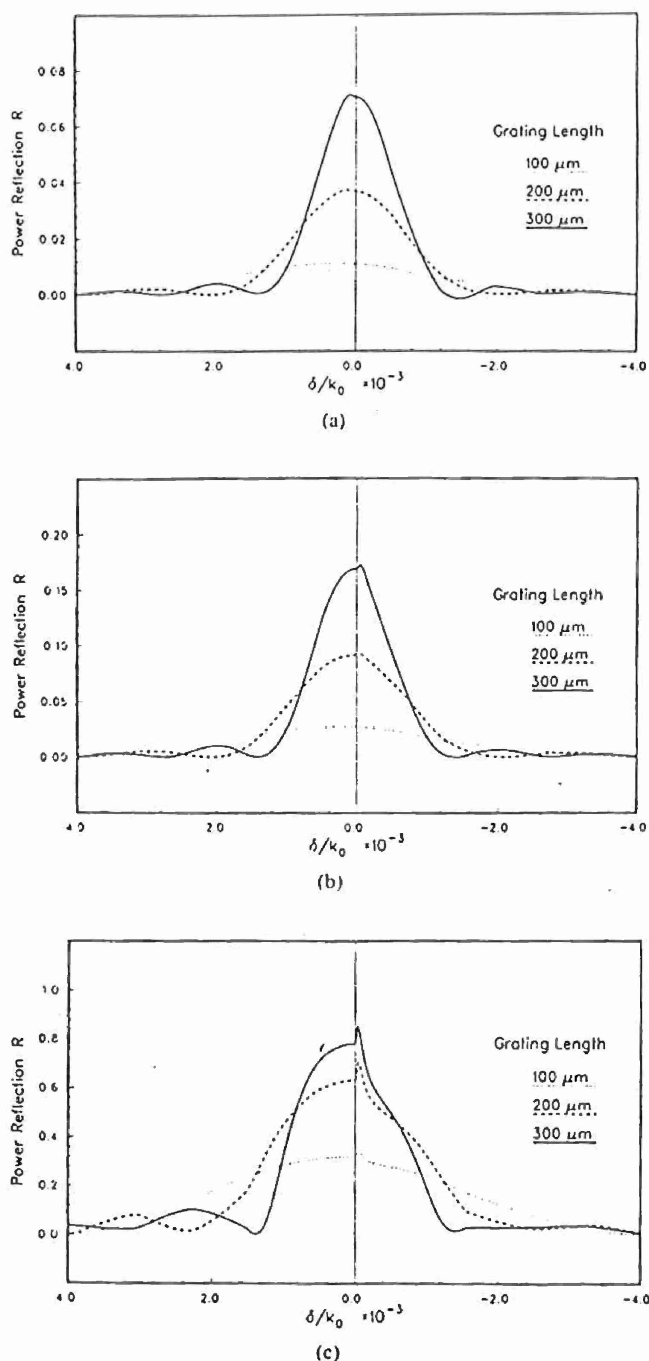 Power Reflection R
0.08
0.06
0.04
0.02
0.00
Grating Length
100 μm
200 μm
300 μm
4.0 2.0 0.0 -2.0 -4.0
δ/k₀ *10⁻³
(a)
Power Reflection R
0.20
0.15
0.05
Grating Length
100 μm
200 μm
300 μm
4.0 2.0 0.0 -2.0 -4.0
δ/k₀ *10⁻³
(b)
Power Reflection R
1.0
0.8
0.6
0.4
0.2
0.0
Grating Length
100 μm
200 μm
300 μm
4.0 2.0 0.0 -2.0 -4.0
δ/k₀ *10⁻³
(c)